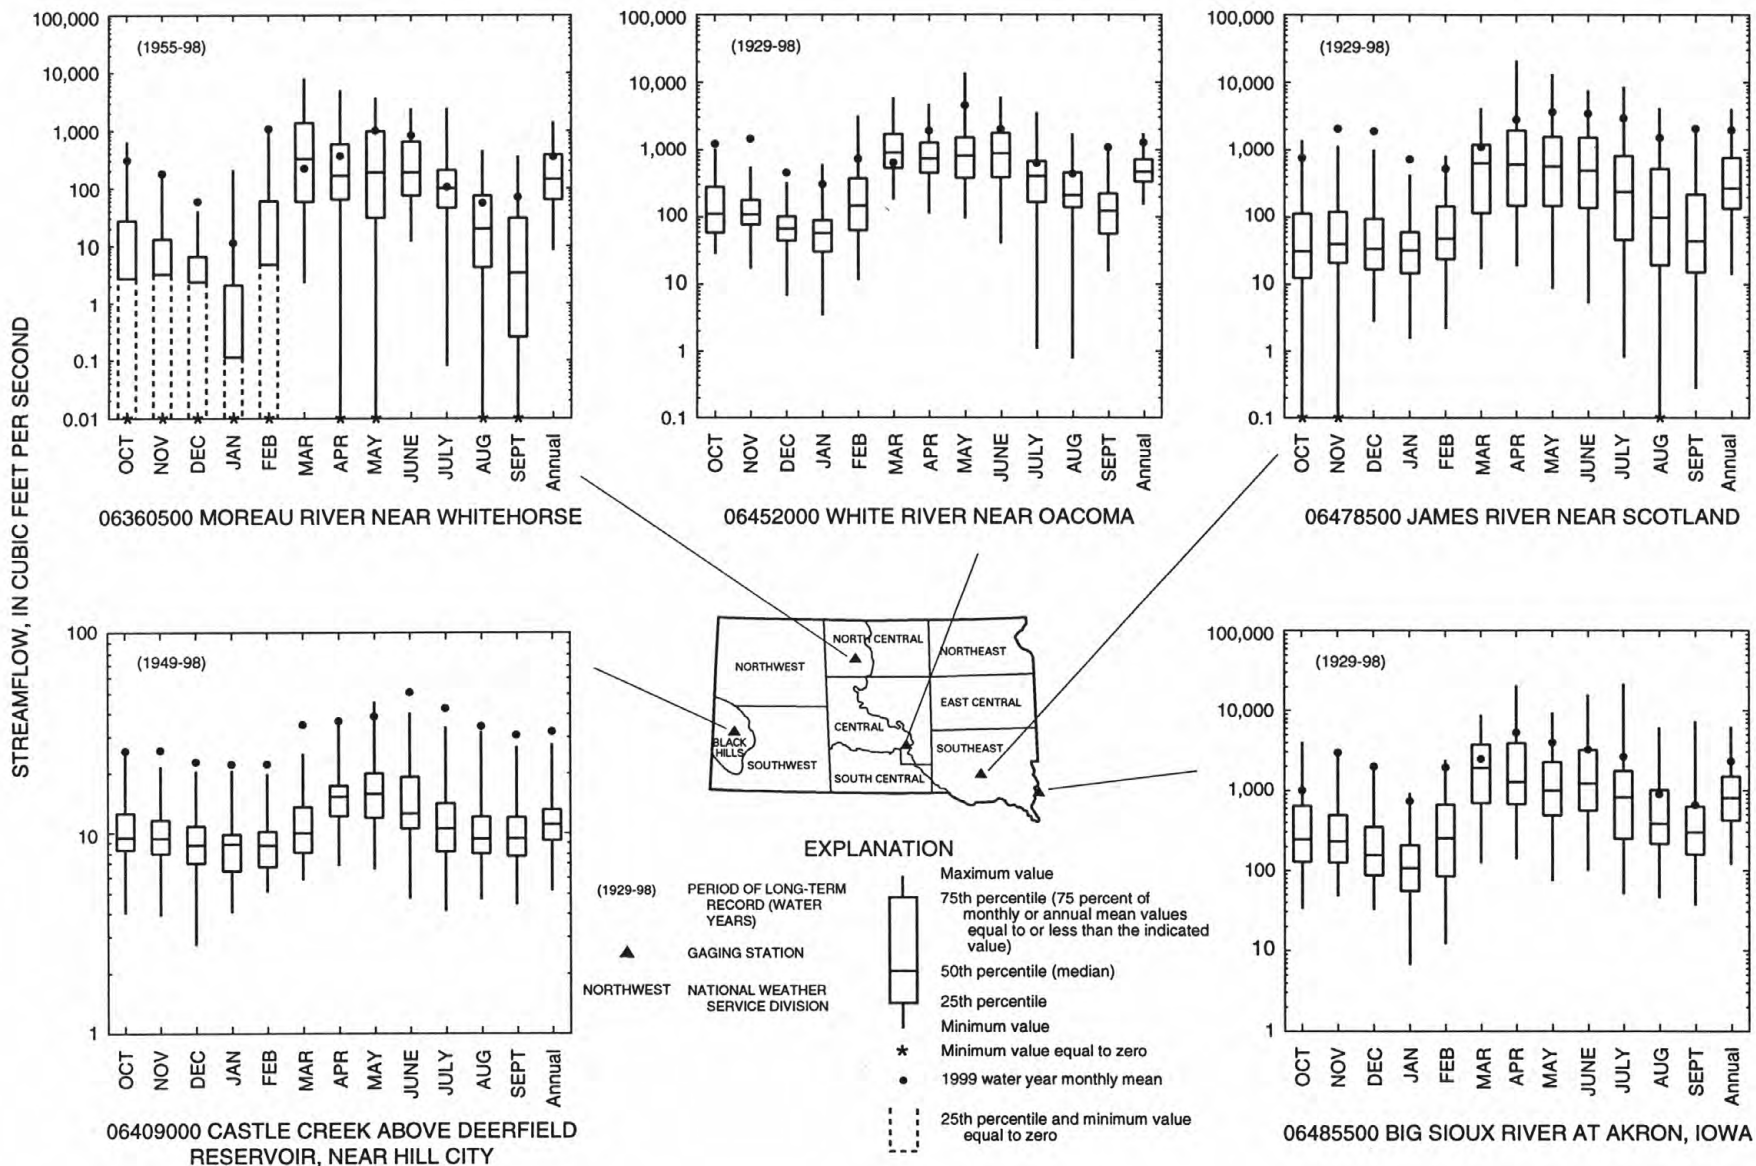 STREAMFLOW, IN CUBIC FEET PER SECOND
100,000
10,000
1,000
100
10
1
0.1
0.01
(1955-98)
OCT
NOV
DEC
JAN
FEB
MAR
APR
MAY
JUNE
JULY
AUG
SEPT
Annual
06360500 MOREAU RIVER NEAR WHITEHORSE
100,000
10,000
1,000
100
10
1
0.1
(1929-98)
OCT
NOV
DEC
JAN
FEB
MAR
APR
MAY
JUNE
JULY
AUG
SEPT
Annual
06452000 WHITE RIVER NEAR OACOMA
100,000
10,000
1,000
100
10
1
0.1
(1929-98)
OCT
NOV
DEC
JAN
FEB
MAR
APR
MAY
JUNE
JULY
AUG
SEPT
Annual
06478500 JAMES RIVER NEAR SCOTLAND
100
10
1
(1949-98)
OCT
NOV
DEC
JAN
FEB
MAR
APR
MAY
JUNE
JULY
AUG
SEPT
Annual
06409000 CASTLE CREEK ABOVE DEERFIELD
RESERVOIR, NEAR HILL CITY
NORTHWEST
NORTH CENTRAL
NORTHEAST
EAST CENTRAL
CENTRAL
BLACK
HILLS
SOUTHWEST
SOUTH CENTRAL
SOUTHEAST
EXPLANATION
(1929-98)
PERIOD OF LONG-TERM
RECORD (WATER
YEARS)
GAGING STATION
NORTHWEST
NATIONAL WEATHER
SERVICE DIVISION
Maximum value
75th percentile (75 percent of
monthly or annual mean values
equal to or less than the indicated
value)
50th percentile (median)
25th percentile
Minimum value
* Minimum value equal to zero
1999 water year monthly mean
25th percentile and minimum value
equal to zero
100,000
10,000
1,000
100
10
1
(1929-98)
OCT
NOV
DEC
JAN
FEB
MAR
APR
MAY
JUNE
JULY
AUG
SEPT
Annual
06485500 BIG SIOUX RIVER AT AKRON, IOWA